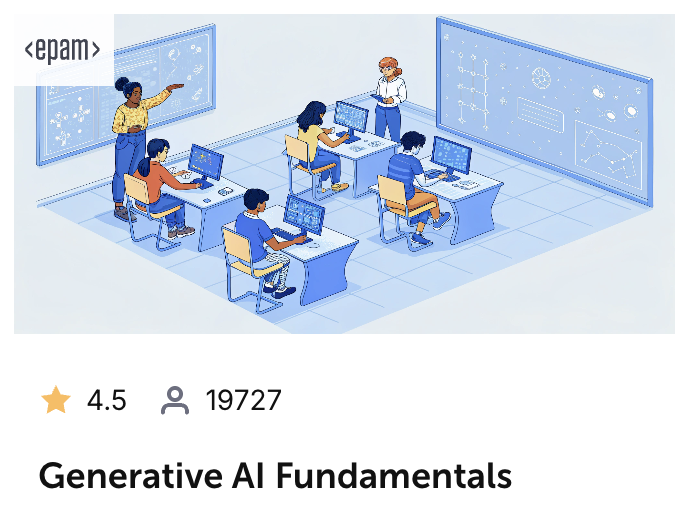 <epam>
4.5 19727
Generative AI Fundamentals